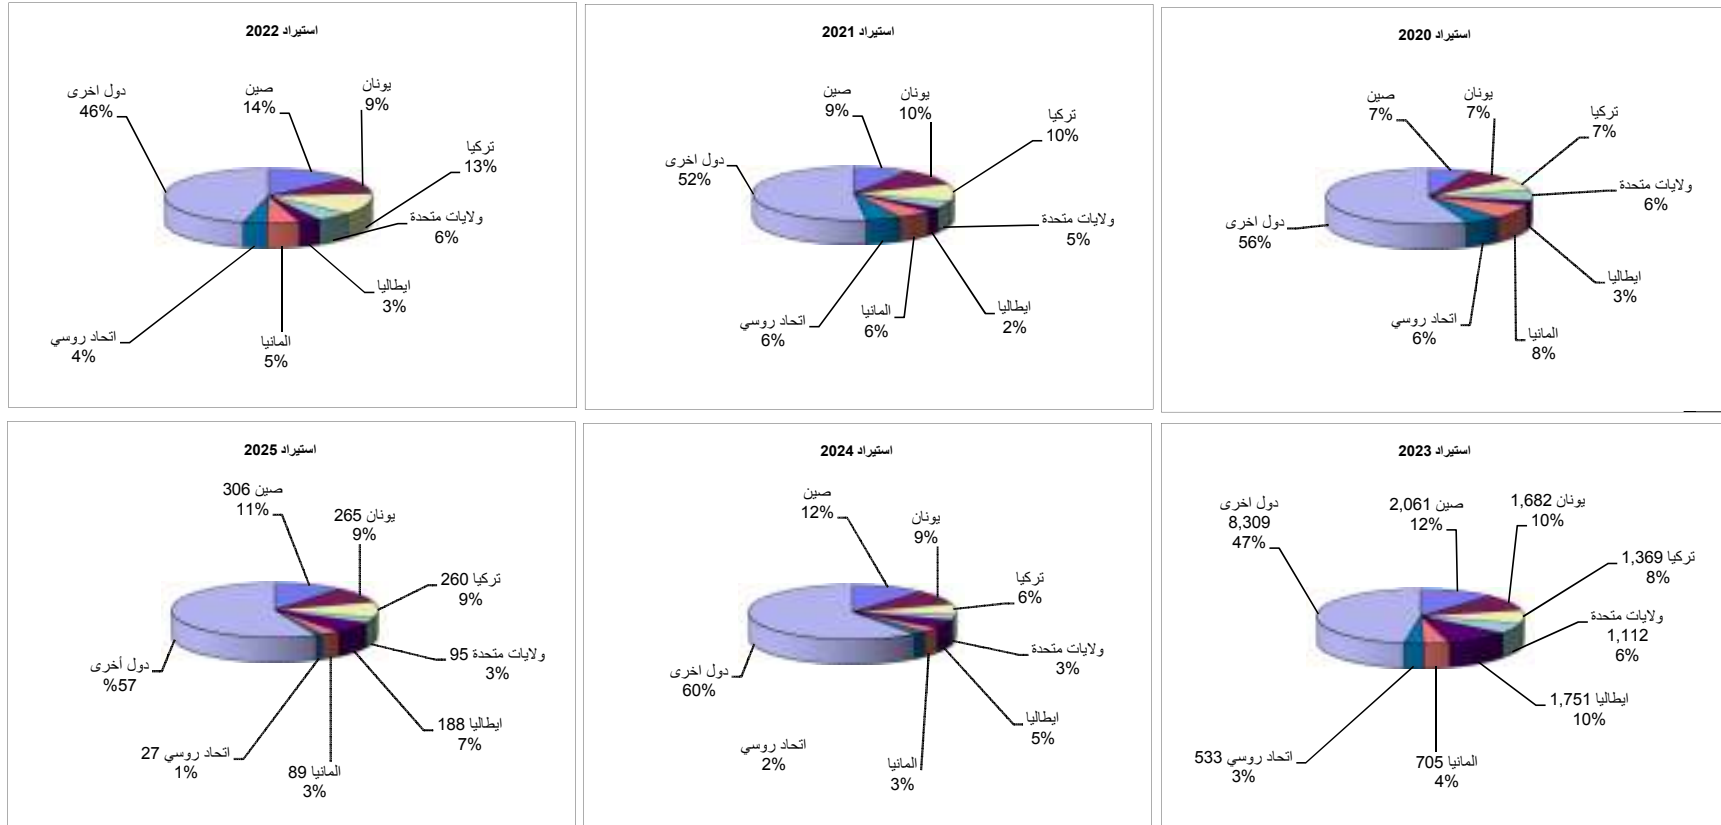 استيراد 2020
صين
7%
يونان
7%
تركيا
7%
ولايات متحدة
6%
ايطاليا
3%
المانيا
8%
اتحاد روسي
6%
دول اخرى
56%
استيراد 2021
صين
9%
يونان
10%
تركيا
10%
ولايات متحدة
5%
ايطاليا
2%
المانيا
6%
اتحاد روسي
6%
دول اخرى
52%
استيراد 2022
صين
14%
يونان
9%
تركيا
13%
ولايات متحدة
6%
ايطاليا
3%
المانيا
5%
اتحاد روسي
4%
دول اخرى
46%
استيراد 2023
صين 2,061
12%
يونان 1,682
10%
تركيا 1,369
8%
ولايات متحدة
1,112
6%
ايطاليا 1,751
10%
المانيا 705
4%
اتحاد روسي 533
3%
دول اخرى
8,309
47%
استيراد 2024
صين
12%
يونان
9%
تركيا
6%
ولايات متحدة
3%
ايطاليا
5%
المانيا
3%
اتحاد روسي
2%
دول اخرى
60%
استيراد 2025
صين 306
11%
يونان 265
9%
تركيا 260
9%
ولايات متحدة 95
3%
ايطاليا 188
7%
المانيا 89
3%
اتحاد روسي 27
1%
دول أخرى
%57